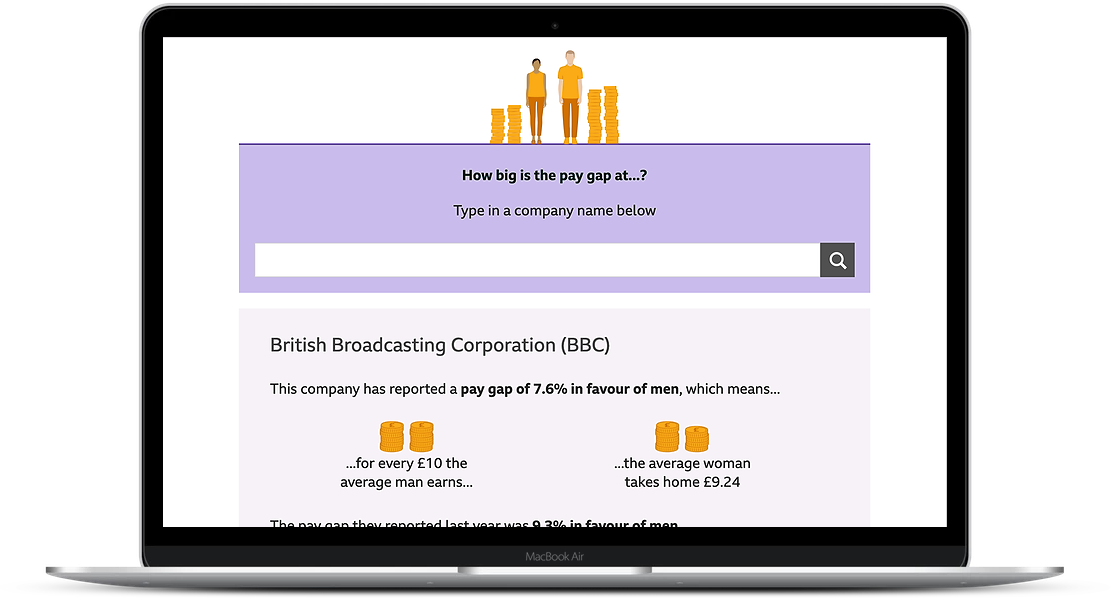 How big is the pay gap at...?
Type in a company name below
British Broadcasting Corporation (BBC)
This company has reported a pay gap of 7.6% in favour of men, which means...
...for every £10 the
average man earns...
...the average woman
takes home £9.24
The pay gap they reported last year was 9.3% in favour of men
MacBook Air